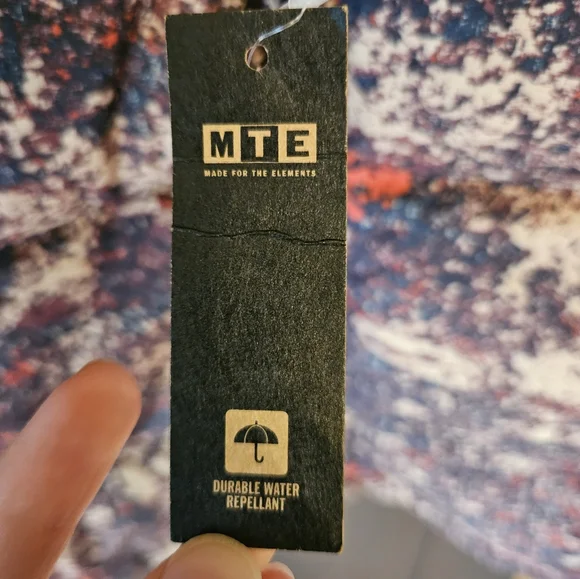 MTE
MADE FOR THE ELEMENTS
DURABLE WATER
REPELLANT